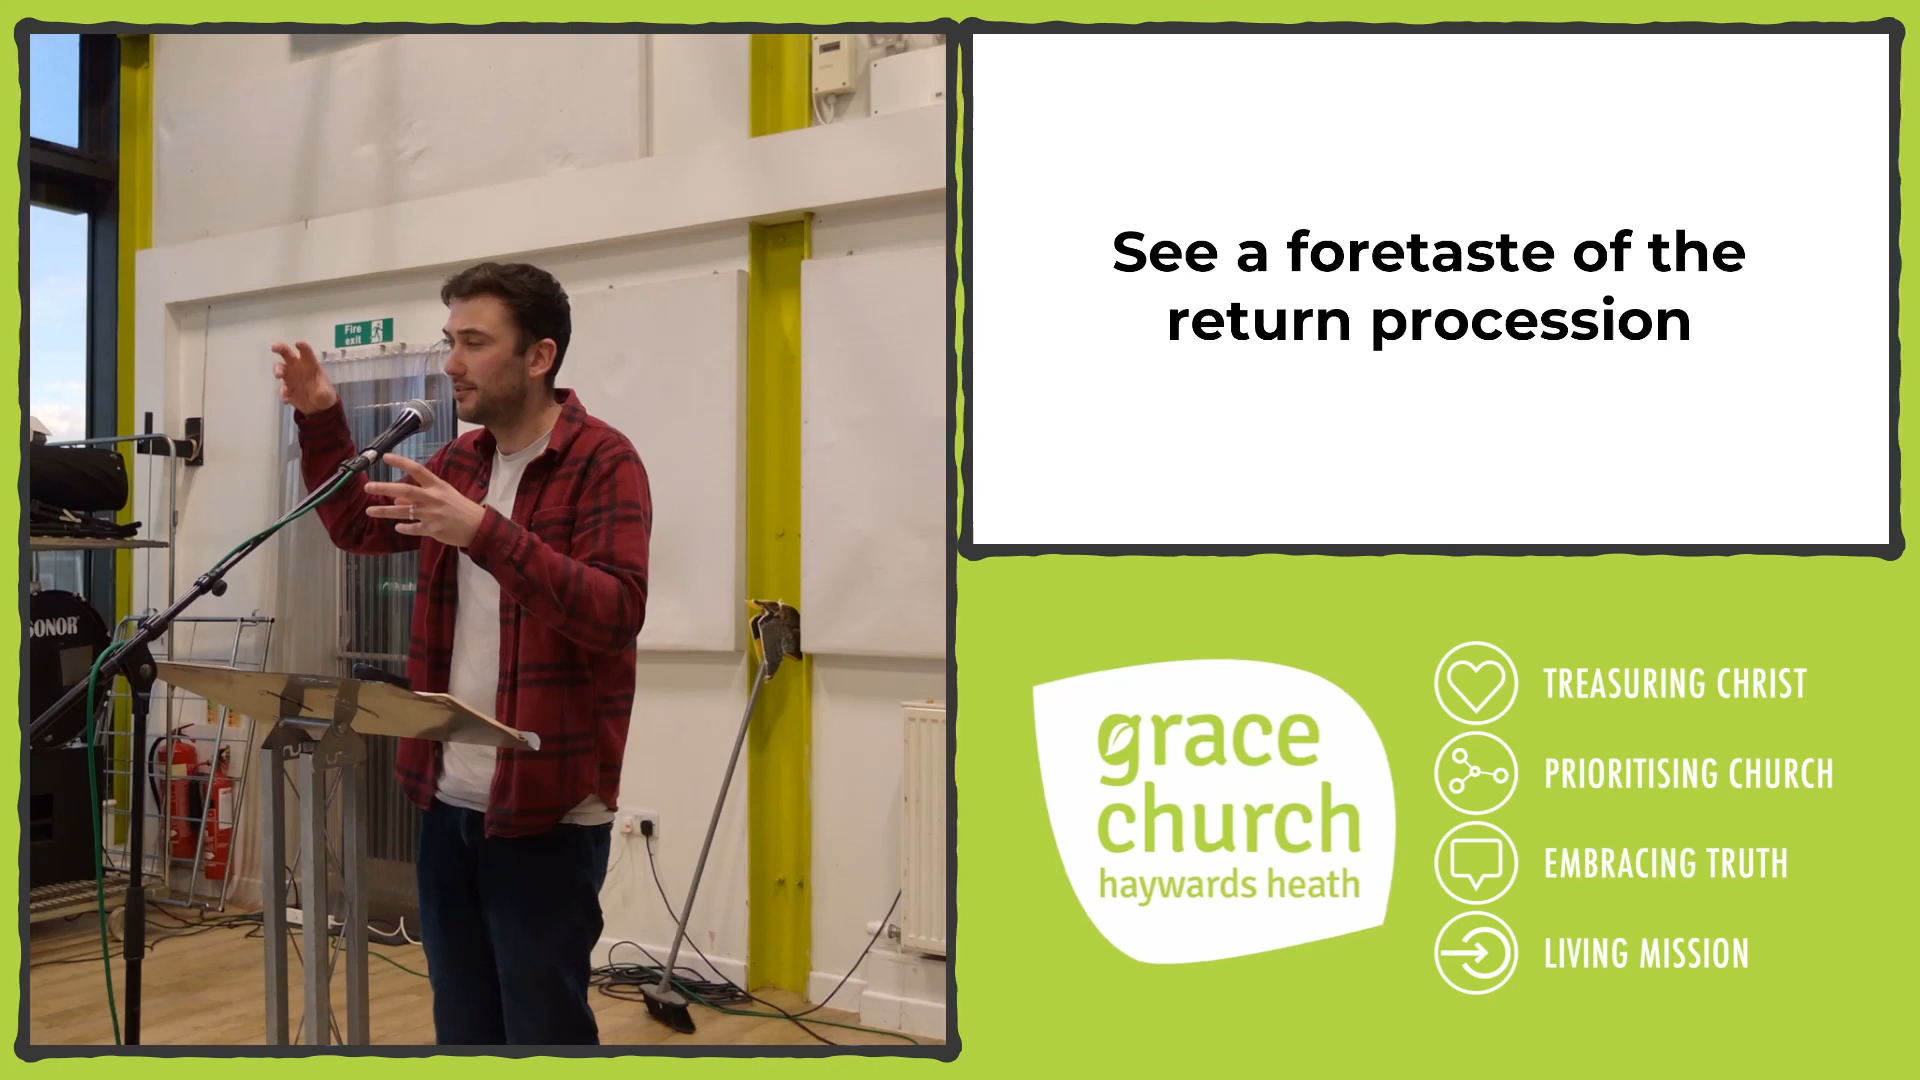 Fire
exit
SONOR
See a foretaste of the
return procession
grace
church
haywards heath
TREASURING CHRIST
PRIORITISING CHURCH
EMBRACING TRUTH
LIVING MISSION